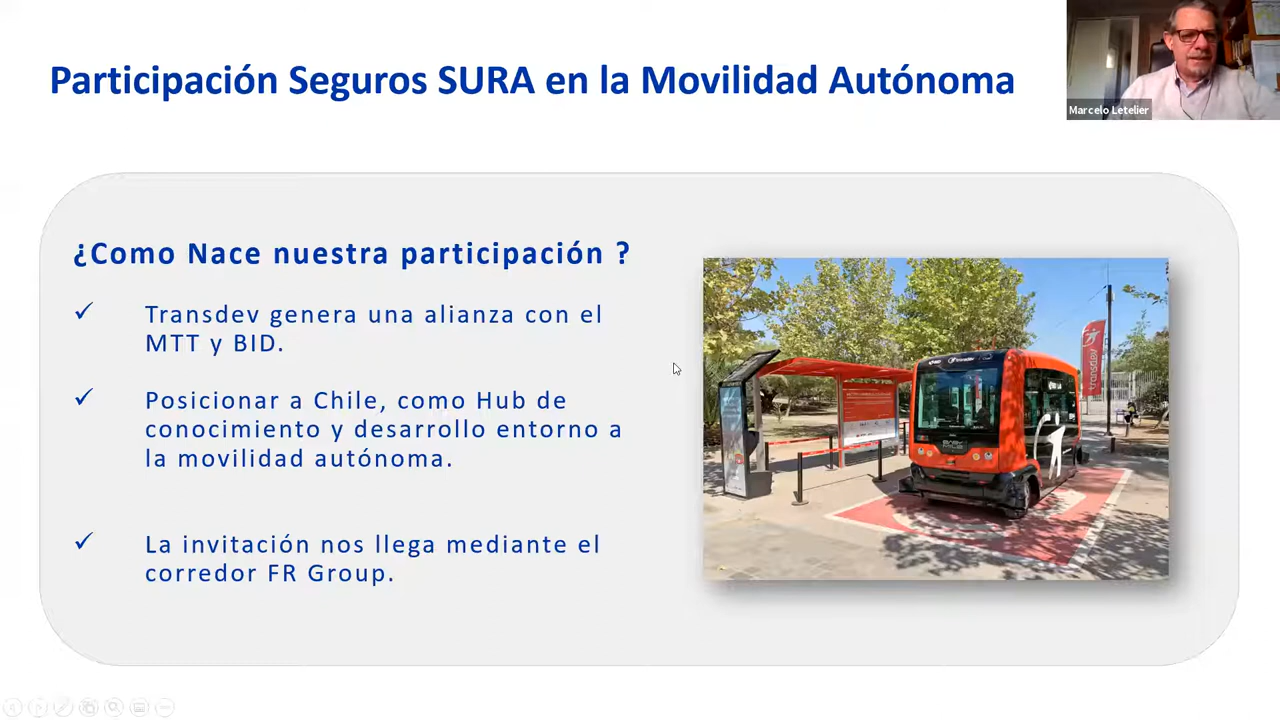 Participación Seguros SURA en la Movilidad Autónoma
Marcelo Letelier
¿Como Nace nuestra participación ?
Transdev genera una alianza con el
MTT y BID.
Posicionar a Chile, como Hub de
conocimiento y desarrollo entorno a
la movilidad autónoma.
La invitación nos llega mediante el
corredor FR Group.
transdev
transdev